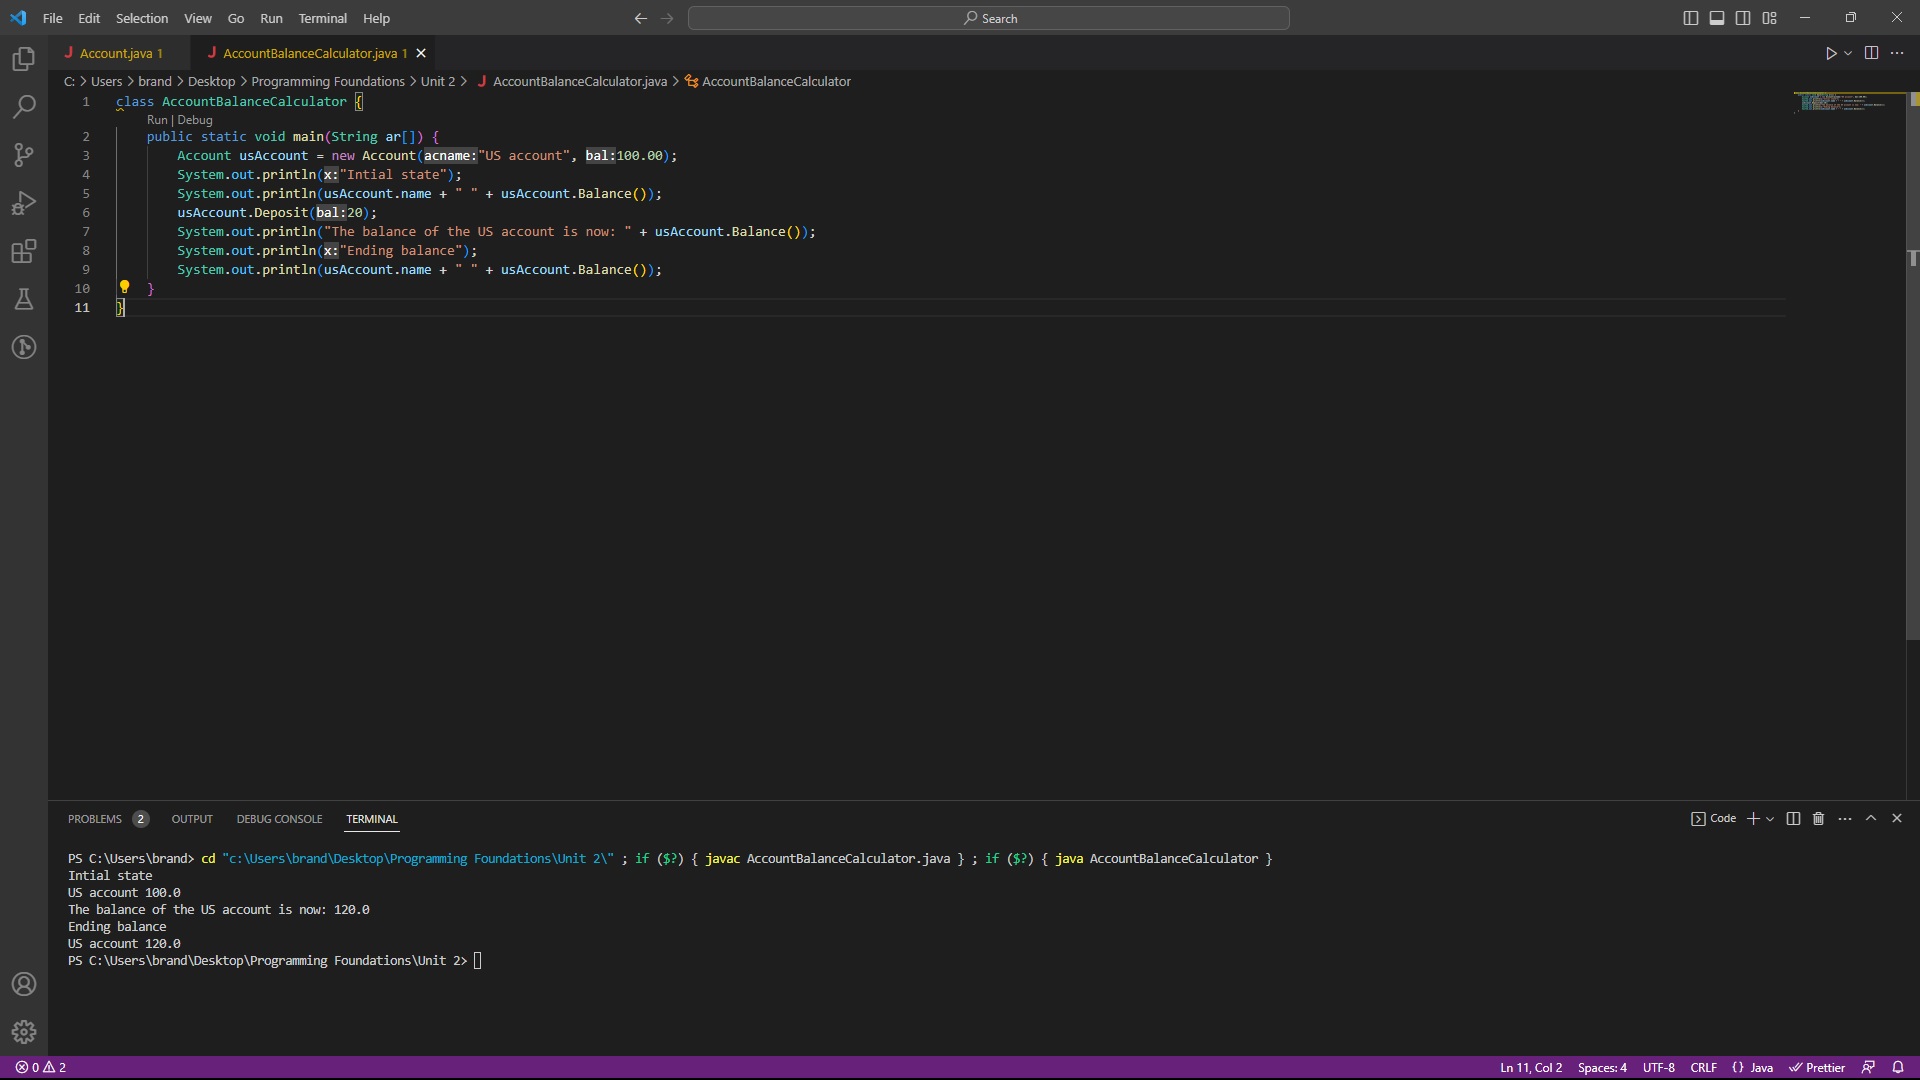 File Edit Selection View Go Run Terminal Help Search
Account.java 1 AccountBalanceCalculator.java 1
C: > Users > brand > Desktop > Programming Foundations > Unit 2 > AccountBalanceCalculator.java > AccountBalanceCalculator
1 class AccountBalanceCalculator {
Run | Debug
2 public static void main(String ar[]) {
3 Account usAccount = new Account(acname:"US account", bal:100.00);
4 System.out.println(x:"Intial state");
5 System.out.println(usAccount.name + " " + usAccount.Balance());
6 usAccount.Deposit(bal:20);
7 System.out.println("The balance of the US account is now: " + usAccount.Balance());
8 System.out.println(x:"Ending balance");
9 System.out.println(usAccount.name + " " + usAccount.Balance());
10 }
11 }
PROBLEMS 2 OUTPUT DEBUG CONSOLE TERMINAL Code
PS C:\Users\brand> cd "c:\Users\brand\Desktop\Programming Foundations\Unit 2\" ; if ($?) { javac AccountBalanceCalculator.java } ; if ($?) { java AccountBalanceCalculator }
Intial state
US account 100.0
The balance of the US account is now: 120.0
Ending balance
US account 120.0
PS C:\Users\brand\Desktop\Programming Foundations\Unit 2>
0 2 Ln 11, Col 2 Spaces: 4 UTF-8 CRLF {} Java Prettier